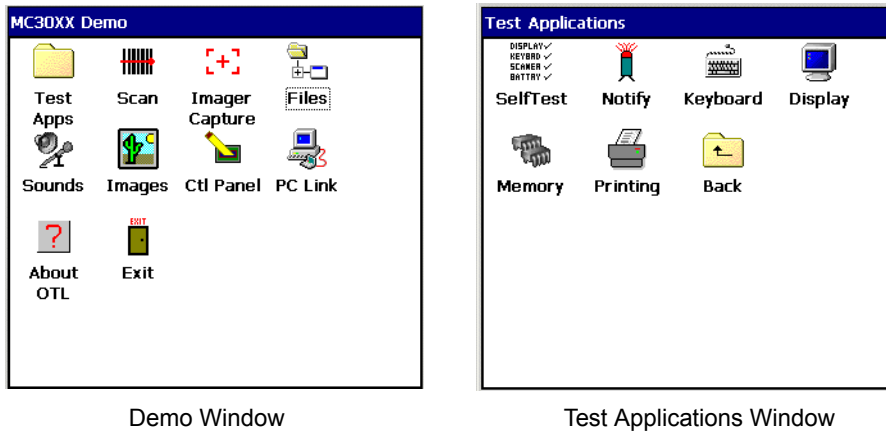 MC30XX Demo
Test Apps
Scan
Imager Capture
Files
Sounds
Images
Ctl Panel
PC Link
About OTL
EXIT
Exit
Demo Window
Test Applications
DISPLAY✓
KEYBRD ✓
SCANER ✓
BATTRY ✓
SelfTest
Notify
Keyboard
Display
Memory
Printing
Back
Test Applications Window